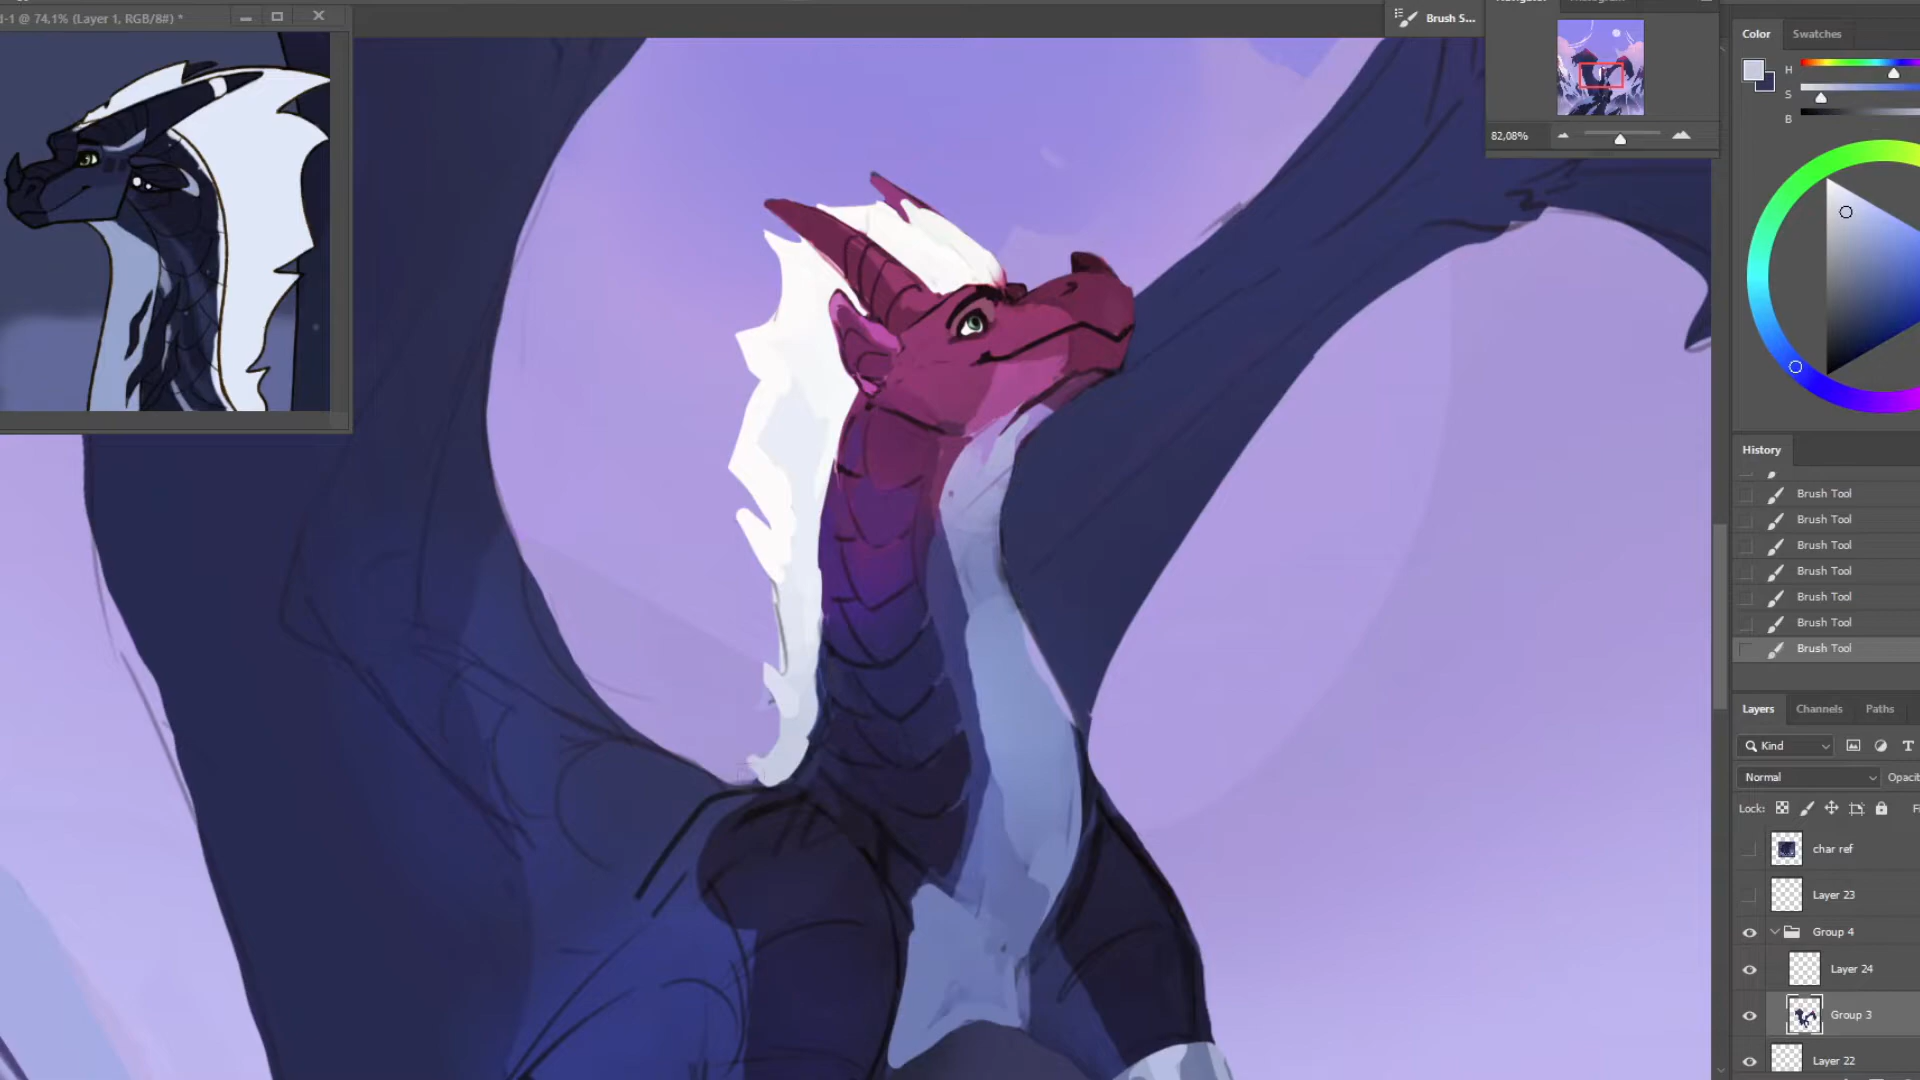 @ 74,1% (Layer 1, RGB/8#) *
Brush S...
82,08%
Color
Swatches
H
S
B
History
Brush Tool
Brush Tool
Brush Tool
Brush Tool
Brush Tool
Brush Tool
Brush Tool
Layers
Channels
Paths
Kind
T
Normal
Opacit
Lock:
Fi
char ref
Layer 23
Group 4
Layer 24
Group 3
Layer 22